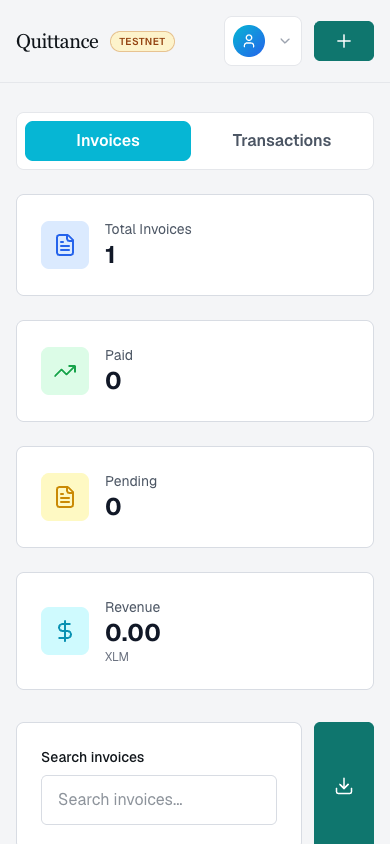 Quittance
TESTNET
Invoices
Transactions
Total Invoices
1
Paid
0
Pending
0
Revenue
0.00
XLM
Search invoices
Search invoices...